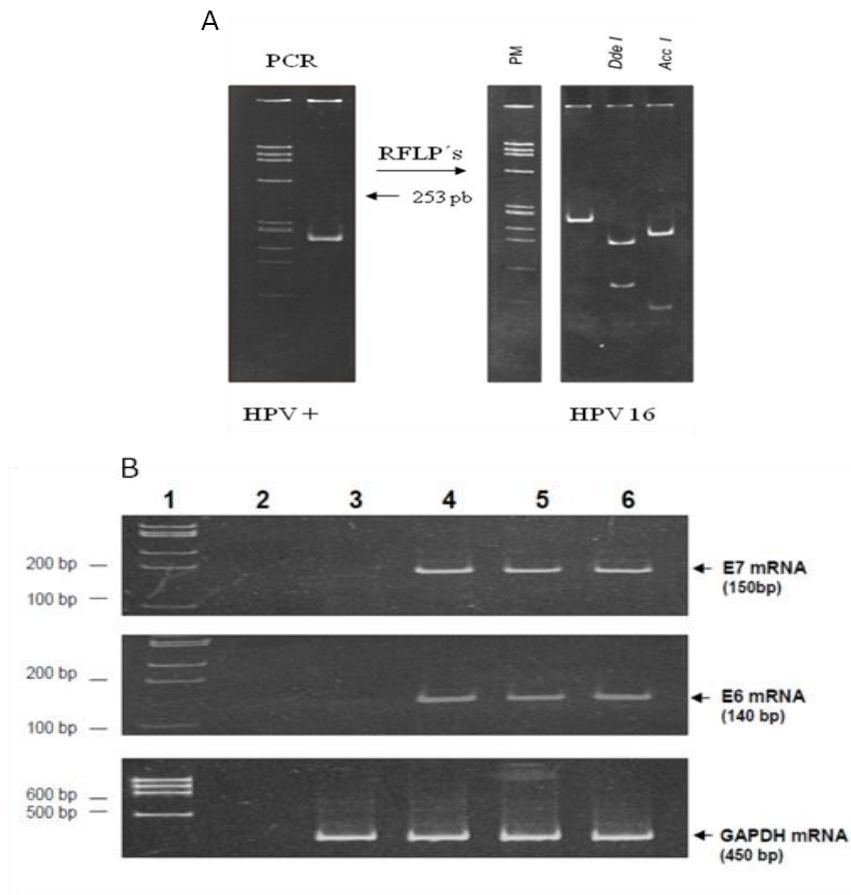 A
PCR
PM
Dde I
Acc I
RFLP´s
253 pb
HPV +
HPV 16
B
1 2 3 4 5 6
200 bp
100 bp
E7 mRNA
(150bp)
200 bp
100 bp
E6 mRNA
(140 bp)
600 bp
500 bp
GAPDH mRNA
(450 bp)